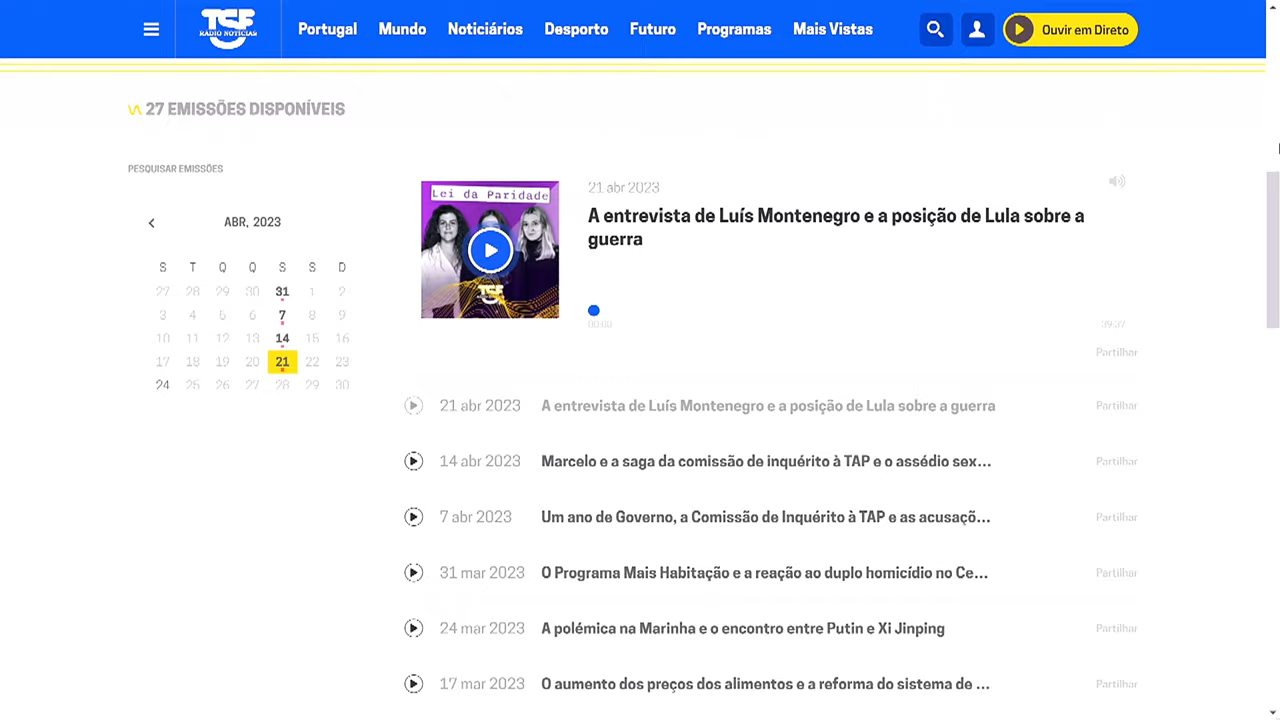 TSF
RÁDIO NOTÍCIAS
Portugal Mundo Noticiários Desporto Futuro Programas Mais Vistas
Ouvir em Direto
27 EMISSÕES DISPONÍVEIS
PESQUISAR EMISSÕES
ABR, 2023
S T Q Q S S D
27 28 29 30 31 1 2
3 4 5 6 7 8 9
10 11 12 13 14 15 16
17 18 19 20 21 22 23
24 25 26 27 28 29 30
Lei da Paridade
TSF
21 abr 2023
A entrevista de Luís Montenegro e a posição de Lula sobre a
guerra
00:00 39:37
Partilhar
21 abr 2023 A entrevista de Luís Montenegro e a posição de Lula sobre a guerra Partilhar
14 abr 2023 Marcelo e a saga da comissão de inquérito à TAP e o assédio sex... Partilhar
7 abr 2023 Um ano de Governo, a Comissão de Inquérito à TAP e as acusaçõ... Partilhar
31 mar 2023 O Programa Mais Habitação e a reação ao duplo homicídio no Ce... Partilhar
24 mar 2023 A polémica na Marinha e o encontro entre Putin e Xi Jinping Partilhar
17 mar 2023 O aumento dos preços dos alimentos e a reforma do sistema de ... Partilhar